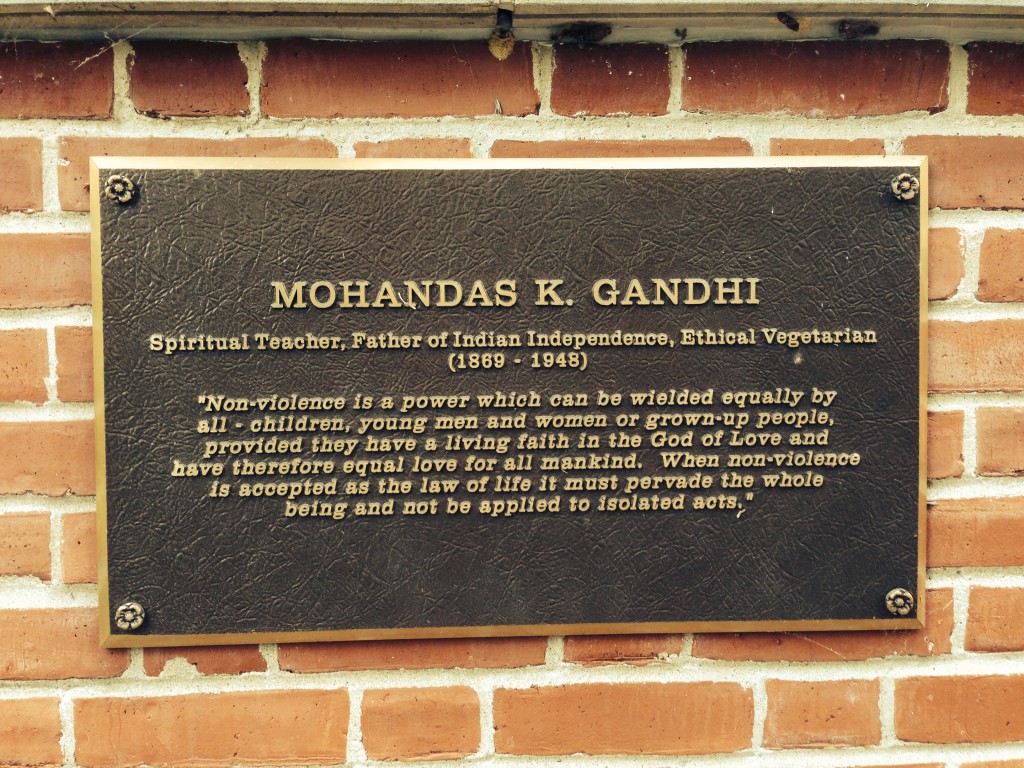 MOHANDAS K. GANDHI
Spiritual Teacher, Father of Indian Independence, Ethical Vegetarian
(1869 - 1948)
"Non-violence is a power which can be wielded equally by
all - children, young men and women or grown-up people,
provided they have a living faith in the God of Love and
have therefore equal love for all mankind. When non-violence
is accepted as the law of life it must pervade the whole
being and not be applied to isolated acts."